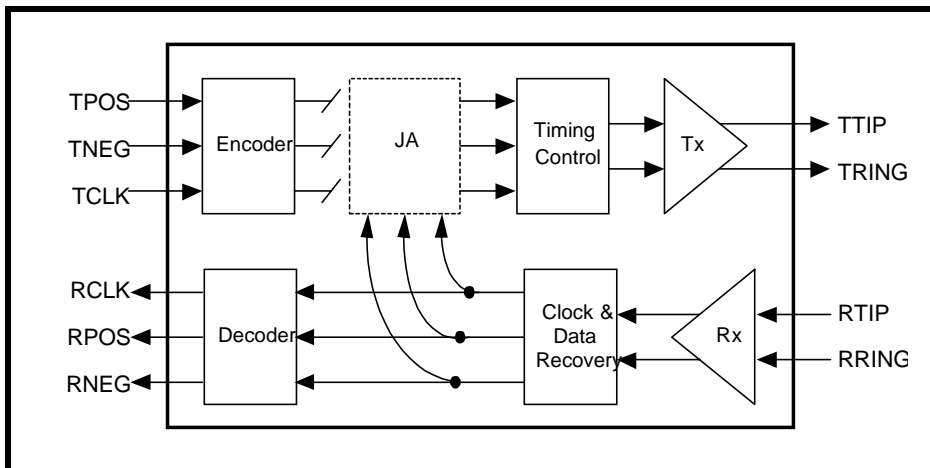 TPOS
TNEG
TCLK
Encoder
JA
Timing
Control
Tx
TTIP
TRING
RCLK
RPOS
RNEG
Decoder
Clock &
Data
Recovery
Rx
RTIP
RRING